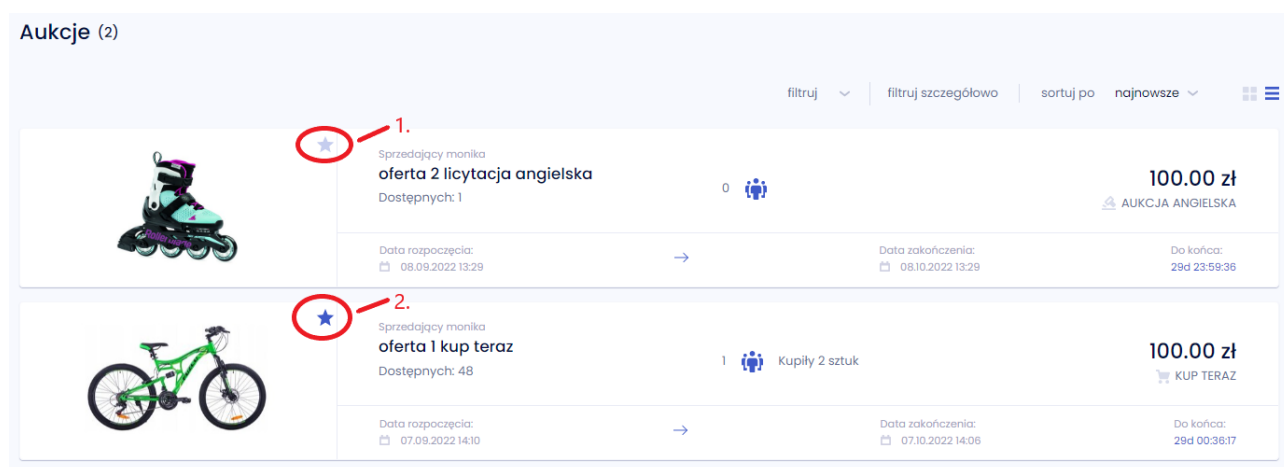 Aukcje (2)
filtruj filtruj szczegółowo sortuj po najnowsze
1.
Sprzedający monika
oferta 2 licytacja angielska
Dostępnych: 1
0
100.00 zł
AUKCJA ANGIELSKA
Data rozpoczęcia:
08.09.2022 13:29
Data zakończenia:
08.10.2022 13:29
Do końca:
29d 23:59:36
2.
Sprzedający monika
oferta 1 kup teraz
Dostępnych: 48
1 Kupiły 2 sztuk
100.00 zł
KUP TERAZ
Data rozpoczęcia:
07.09.2022 14:10
Data zakończenia:
07.10.2022 14:06
Do końca:
29d 00:36:17